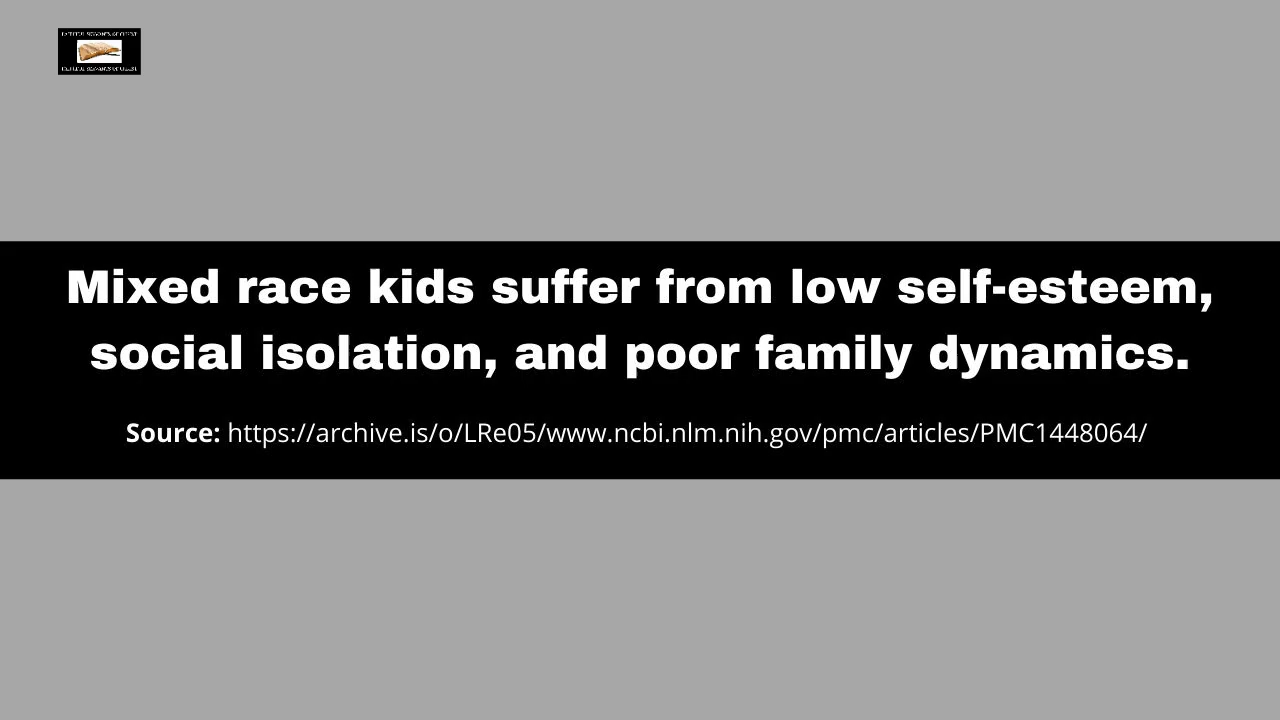 Mixed race kids suffer from low self-esteem,
social isolation, and poor family dynamics.
Source: https://archive.is/o/LRe05/www.ncbi.nlm.nih.gov/pmc/articles/PMC1448064/